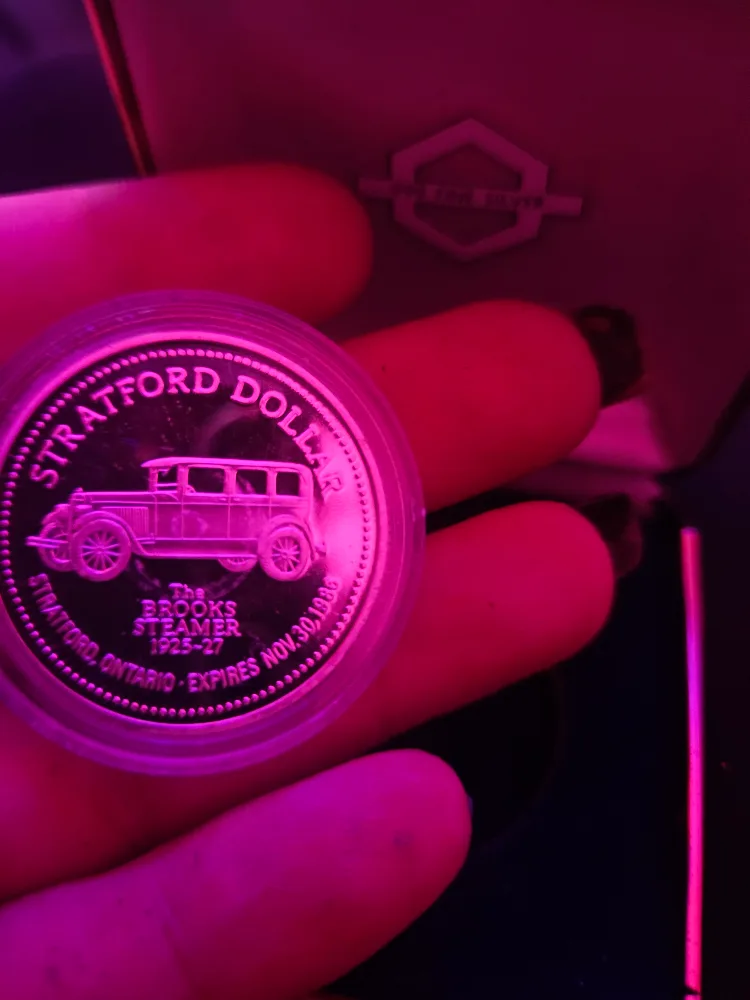 STRATFORD DOLLAR
The
BROOKS
STEAMER
1925-27
STRATFORD, ONTARIO · EXPIRES NOV.30,1986